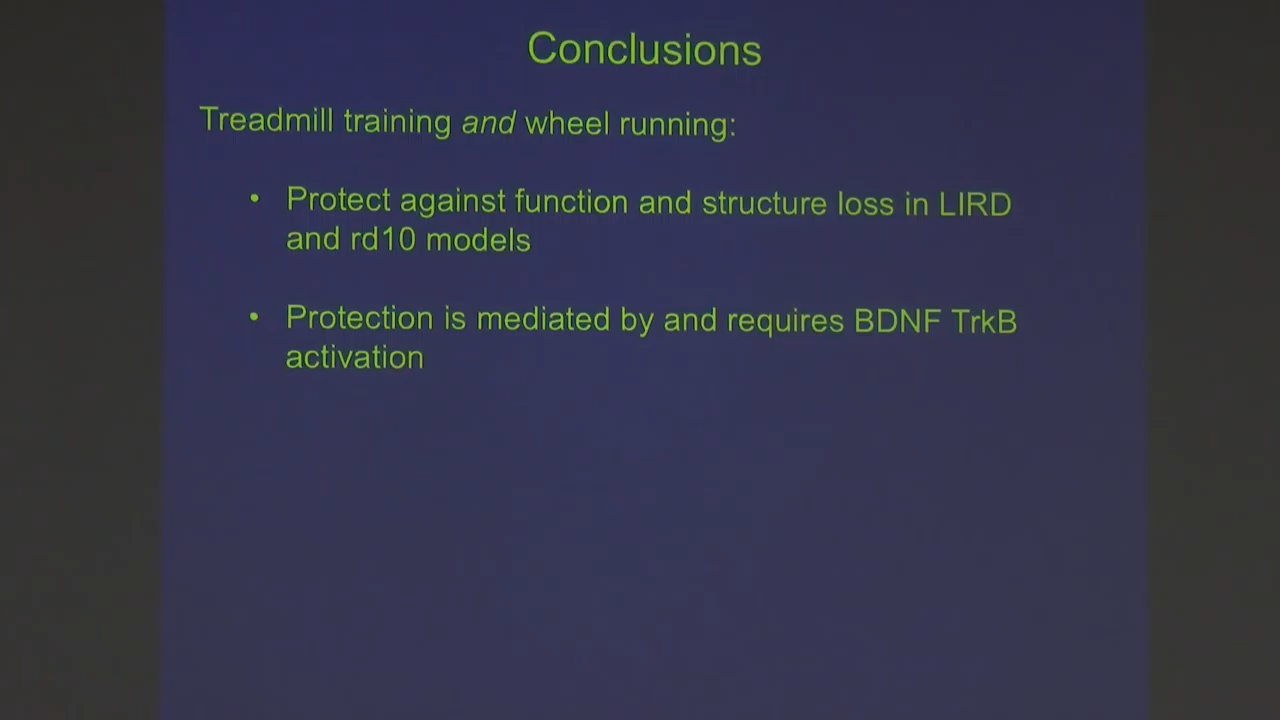 Conclusions
Treadmill training and wheel running:
• Protect against function and structure loss in LIRD
and rd10 models
• Protection is mediated by and requires BDNF TrkB
activation